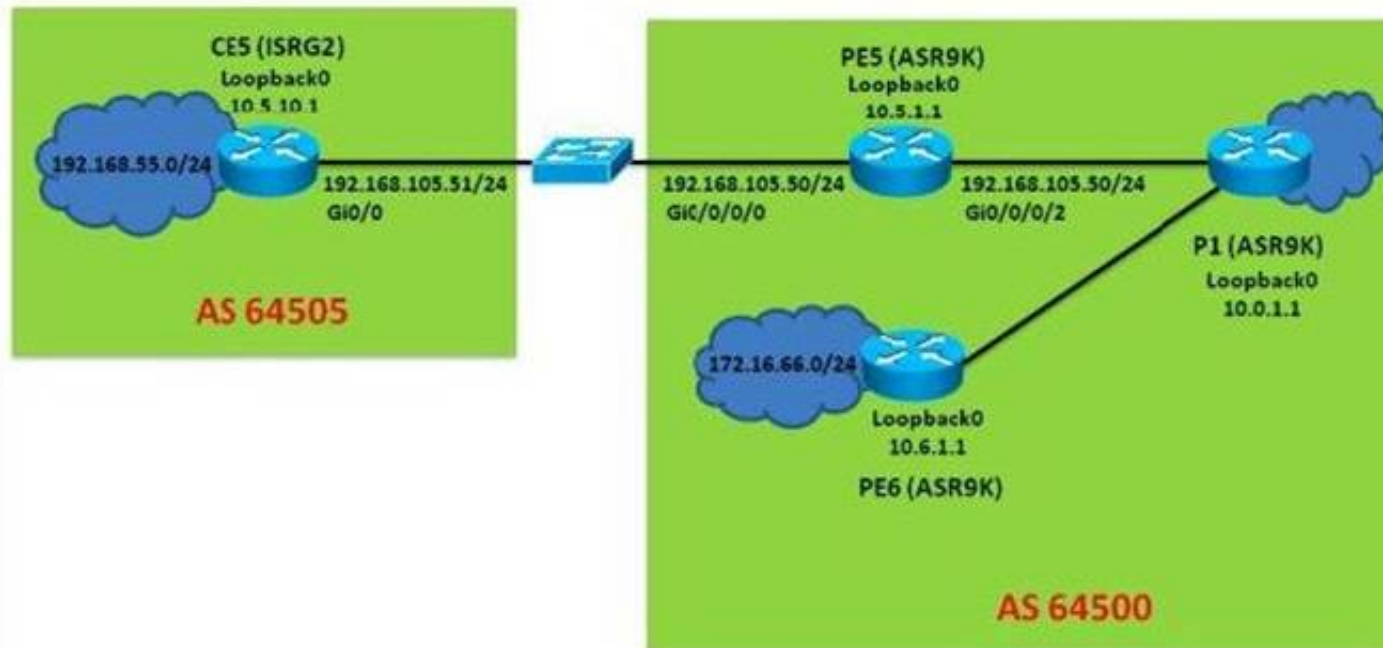 CE5 (ISRG2)
Loopback0
10.5.10.1
192.168.55.0/24
192.168.105.51/24
Gi0/0
AS 64505
PE5 (ASR9K)
Loopback0
10.5.1.1
192.168.105.50/24
GiC/0/0/0
192.168.105.50/24
Gi0/0/0/2
P1 (ASR9K)
Loopback0
10.0.1.1
172.16.66.0/24
Loopback0
10.6.1.1
PE6 (ASR9K)
AS 64500